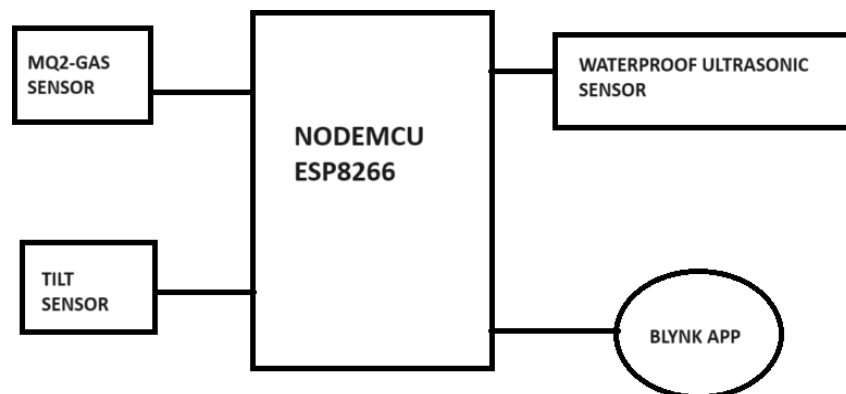 MQ2-GAS
SENSOR
NODEMCU
ESP8266
WATERPROOF ULTRASONIC
SENSOR
TILT
SENSOR
BLYNK APP